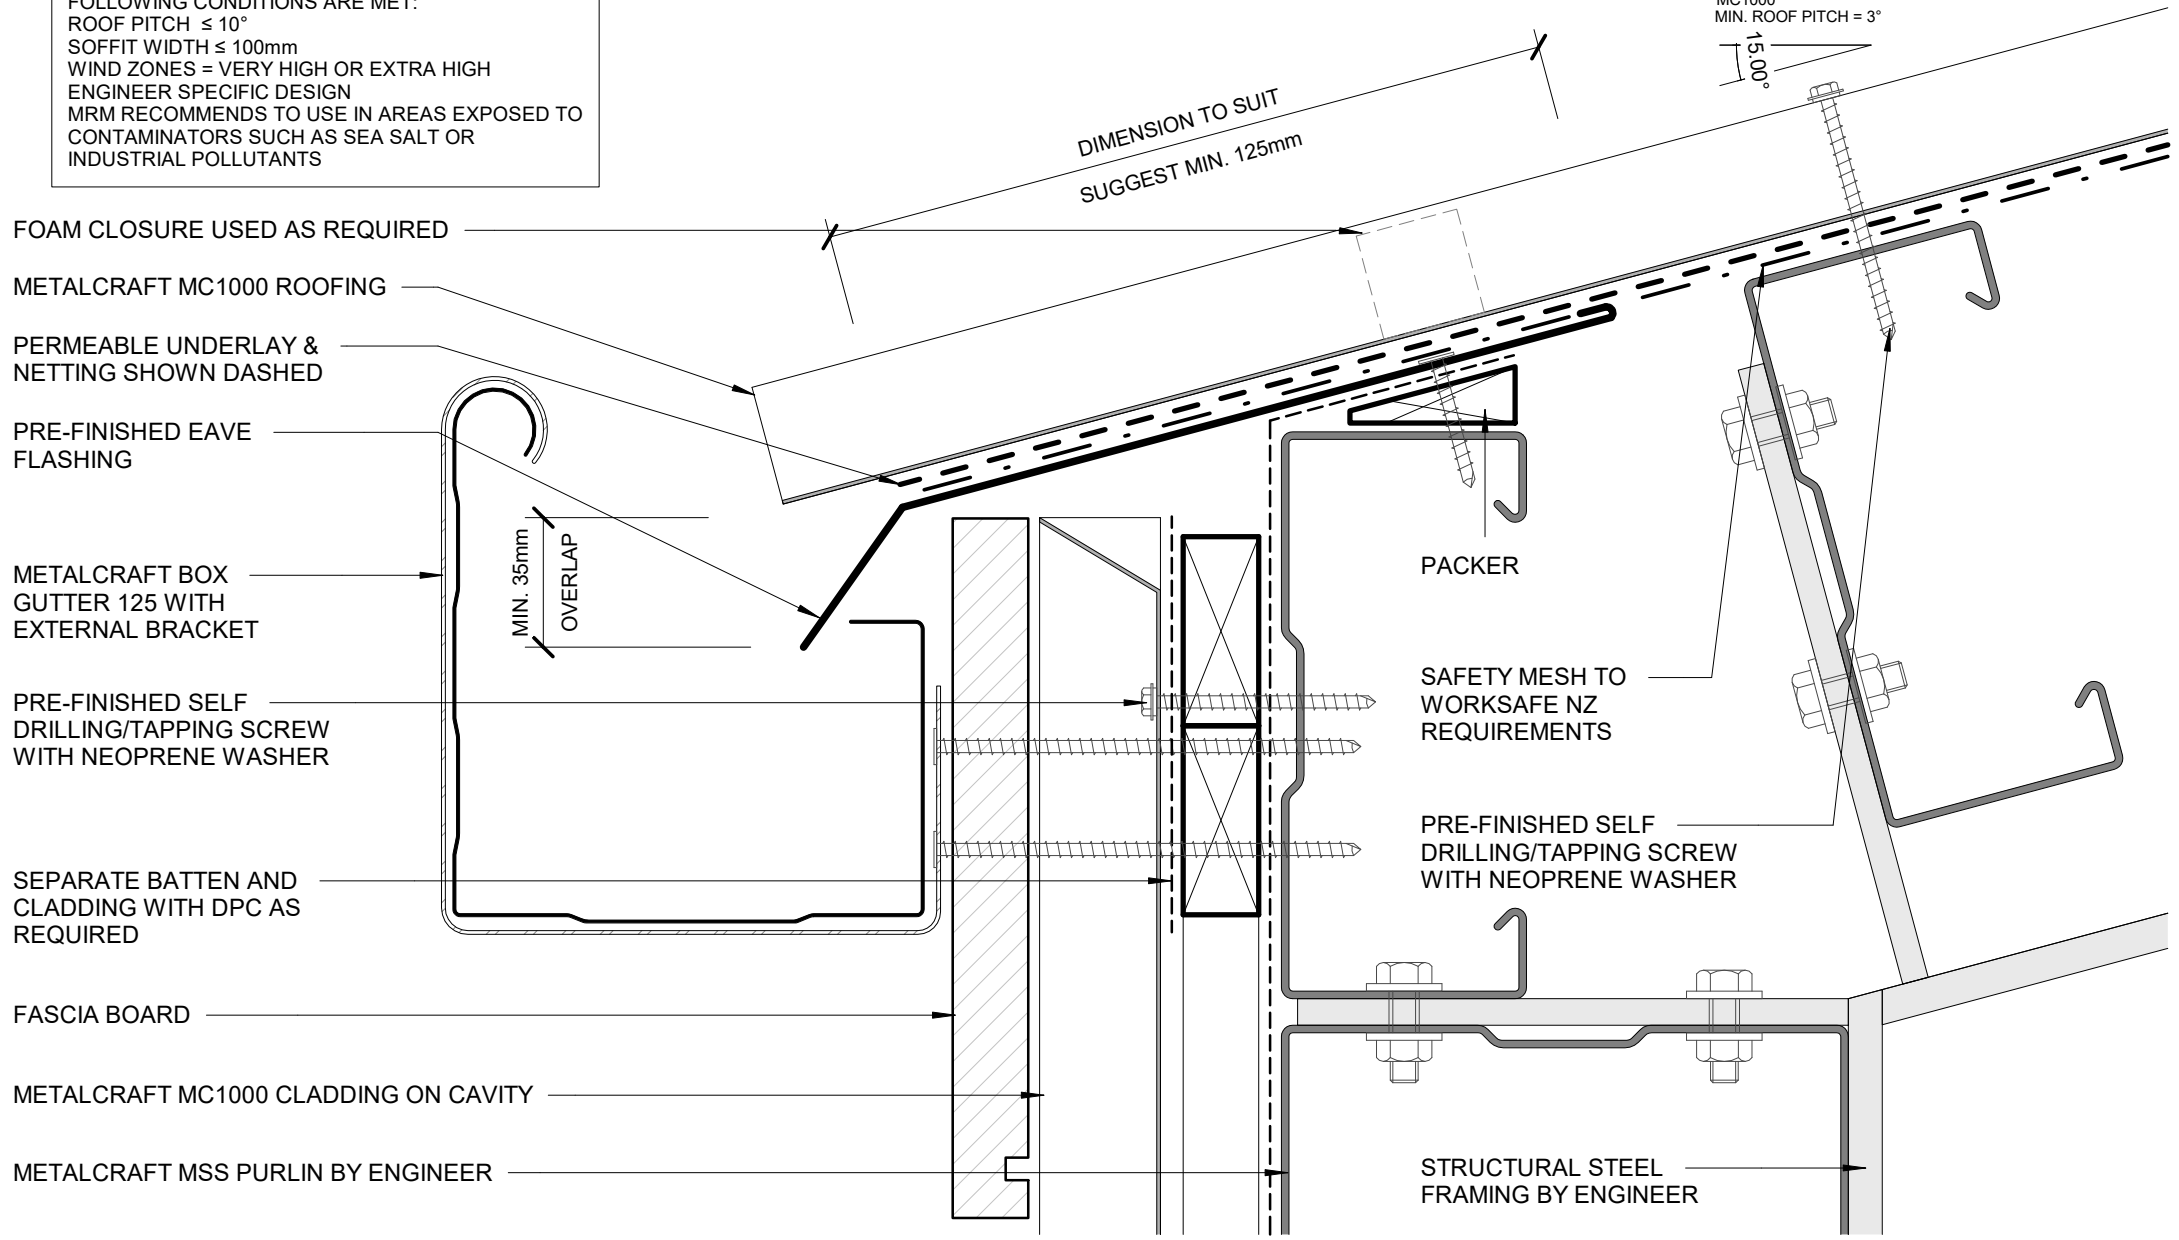 FOLLOWING CONDITIONS ARE MET:
ROOF PITCH ≤ 10°
SOFFIT WIDTH ≤ 100mm
WIND ZONES = VERY HIGH OR EXTRA HIGH
ENGINEER SPECIFIC DESIGN
MRM RECOMMENDS TO USE IN AREAS EXPOSED TO
CONTAMINATORS SUCH AS SEA SALT OR
INDUSTRIAL POLLUTANTS
MC1000
MIN. ROOF PITCH = 3°
15.00°
DIMENSION TO SUIT
SUGGEST MIN. 125mm
FOAM CLOSURE USED AS REQUIRED
METALCRAFT MC1000 ROOFING
PERMEABLE UNDERLAY &
NETTING SHOWN DASHED
PRE-FINISHED EAVE
FLASHING
METALCRAFT BOX
GUTTER 125 WITH
EXTERNAL BRACKET
MIN. 35mm
OVERLAP
PRE-FINISHED SELF
DRILLING/TAPPING SCREW
WITH NEOPRENE WASHER
SEPARATE BATTEN AND
CLADDING WITH DPC AS
REQUIRED
FASCIA BOARD
METALCRAFT MC1000 CLADDING ON CAVITY
METALCRAFT MSS PURLIN BY ENGINEER
PACKER
SAFETY MESH TO
WORKSAFE NZ
REQUIREMENTS
PRE-FINISHED SELF
DRILLING/TAPPING SCREW
WITH NEOPRENE WASHER
STRUCTURAL STEEL
FRAMING BY ENGINEER